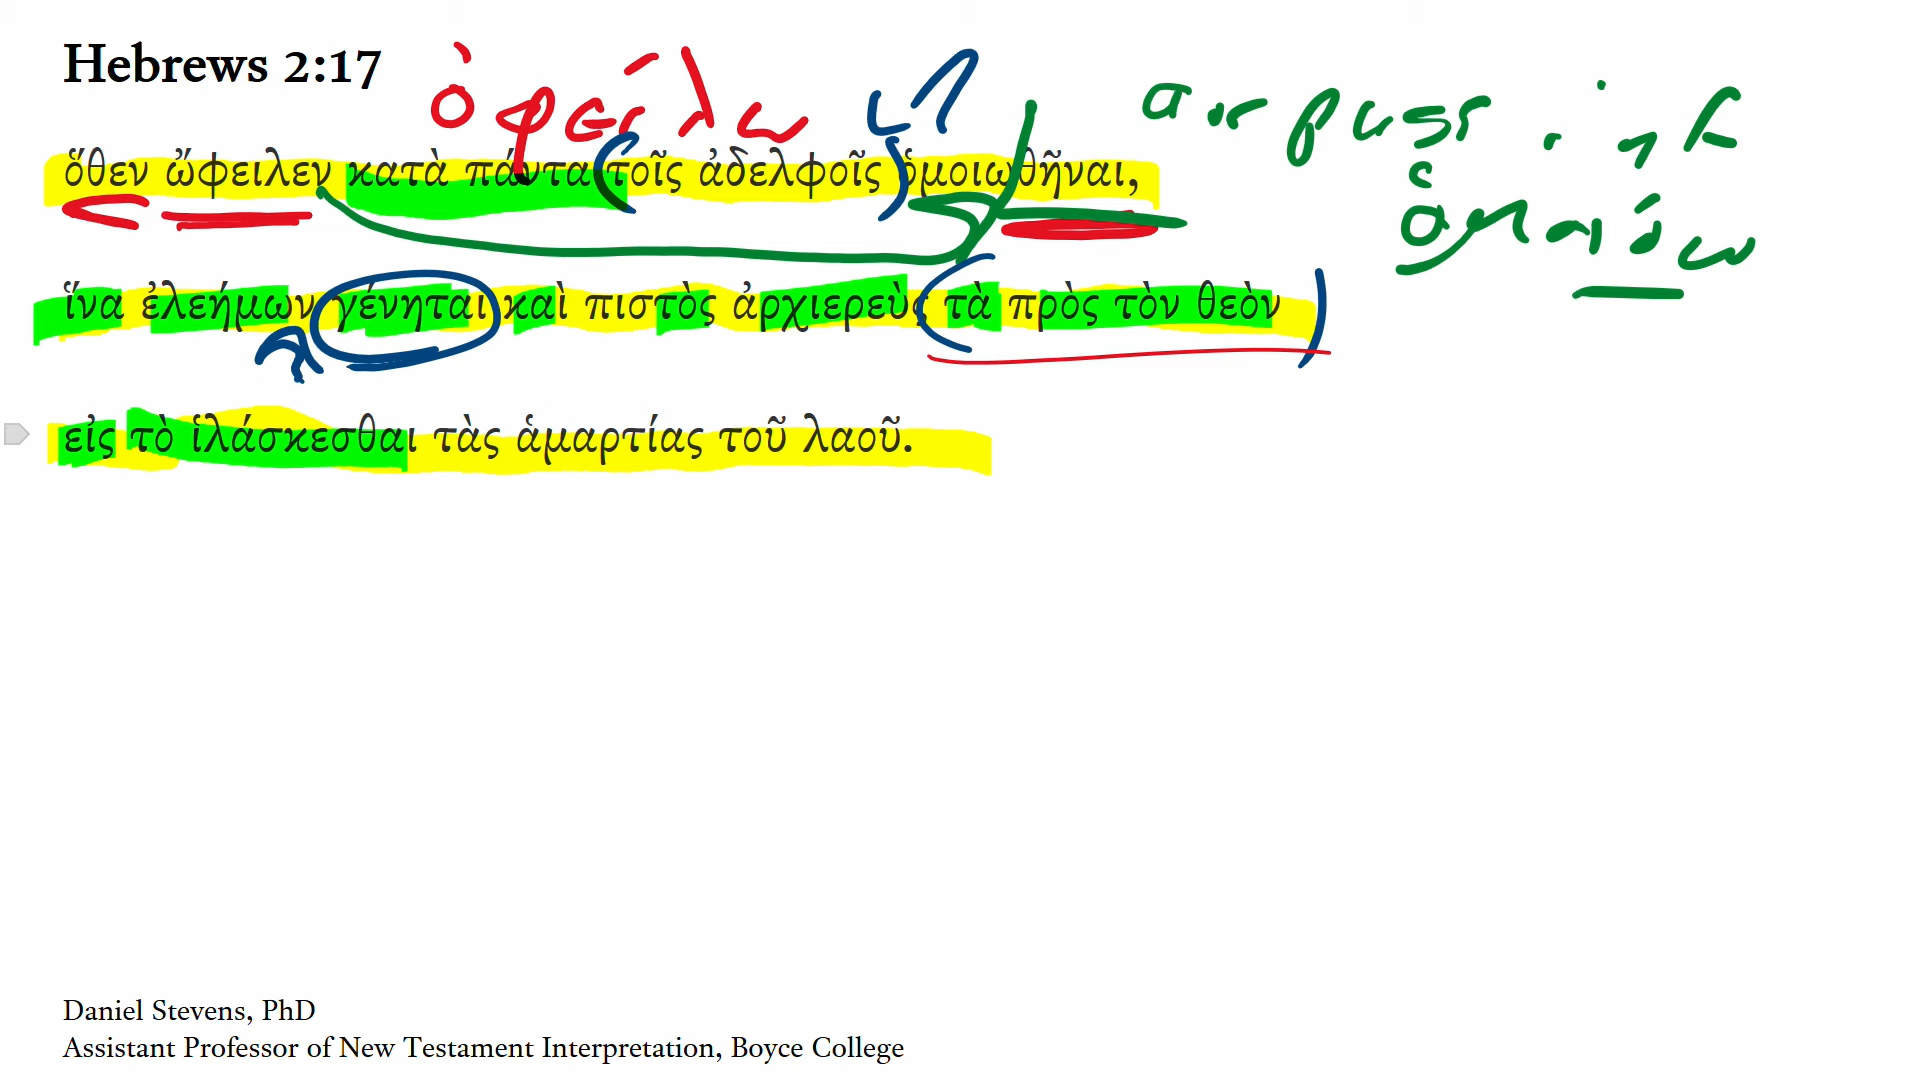 Hebrews 2:17
ὀφείλω
aor pass inf
ὁμοιόω
ὅθεν ὤφειλεν κατὰ πάντα τοῖς ἀδελφοῖς ὁμοιωθῆναι,
ἵνα ἐλεήμων γένηται καὶ πιστὸς ἀρχιερεὺς τὰ πρὸς τὸν θεὸν
εἰς τὸ ἱλάσκεσθαι τὰς ἁμαρτίας τοῦ λαοῦ.
Daniel Stevens, PhD
Assistant Professor of New Testament Interpretation, Boyce College